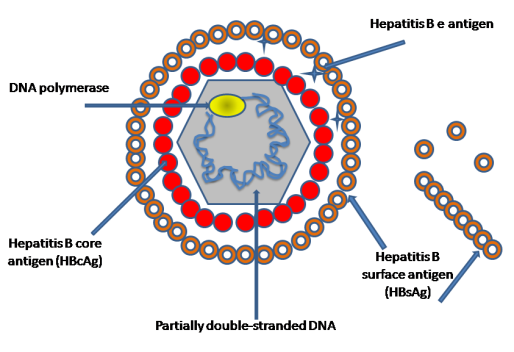 Hepatitis B e antigen
DNA polymerase
Hepatitis B core
antigen (HBcAg)
Hepatitis B
surface antigen
(HBsAg)
Partially double-stranded DNA